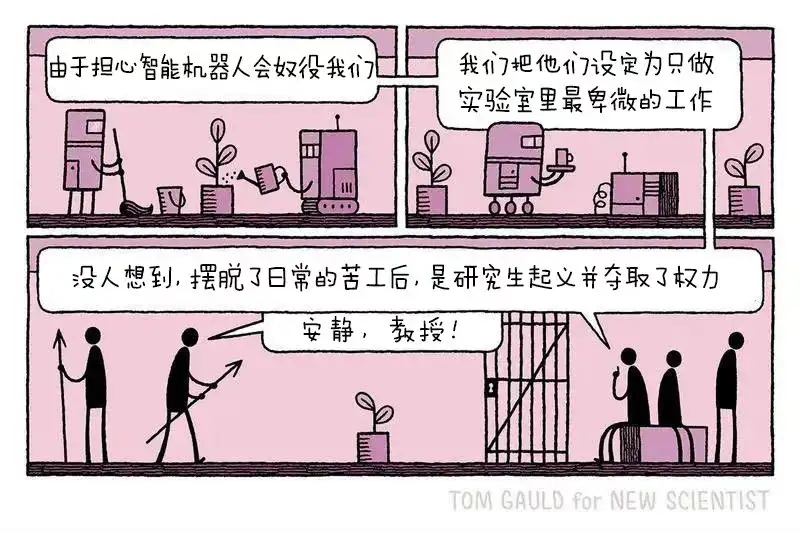 由于担心智能机器人会奴役我们
我们把他们设定为只做
实验室里最卑微的工作
没人想到,摆脱了日常的苦工后,是研究生起义并夺取了权力
安静,教授!
TOM GAULD for NEW SCIENTIST